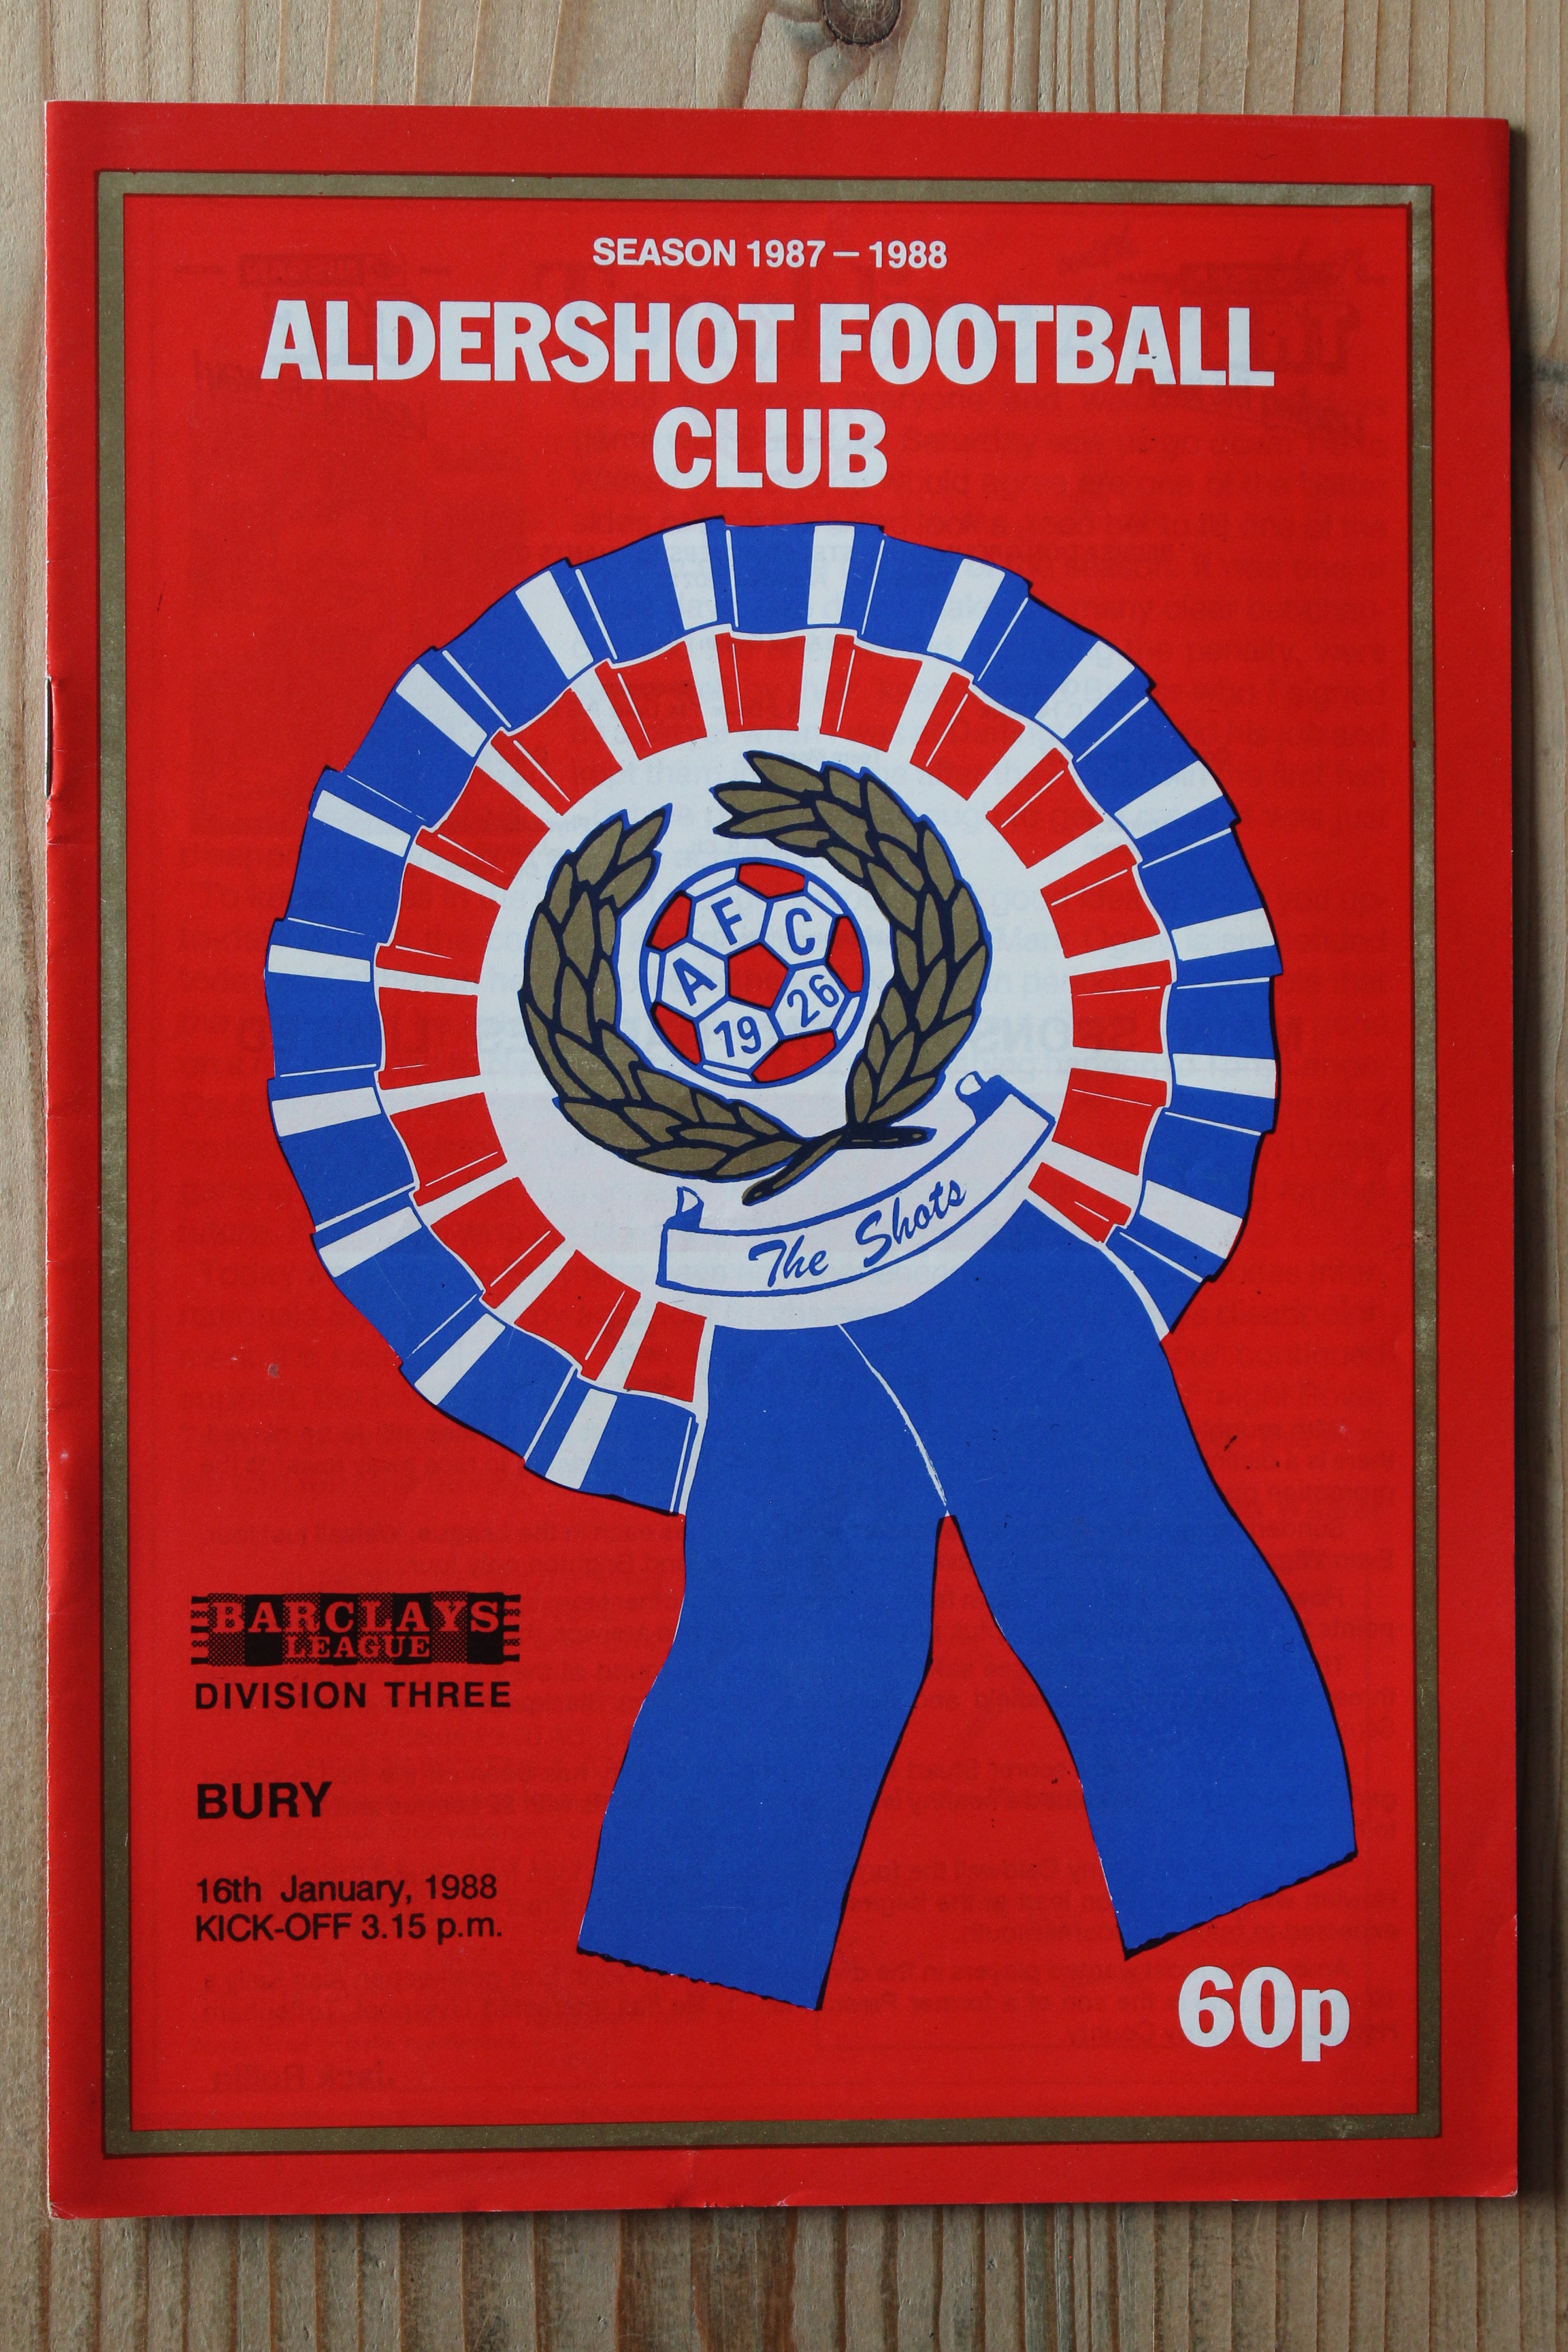 SEASON 1987 – 1988
ALDERSHOT FOOTBALL
CLUB
A F C
19 26
The Shots
BARCLAYS
LEAGUE
DIVISION THREE
BURY
16th January, 1988
KICK-OFF 3.15 p.m.
60p